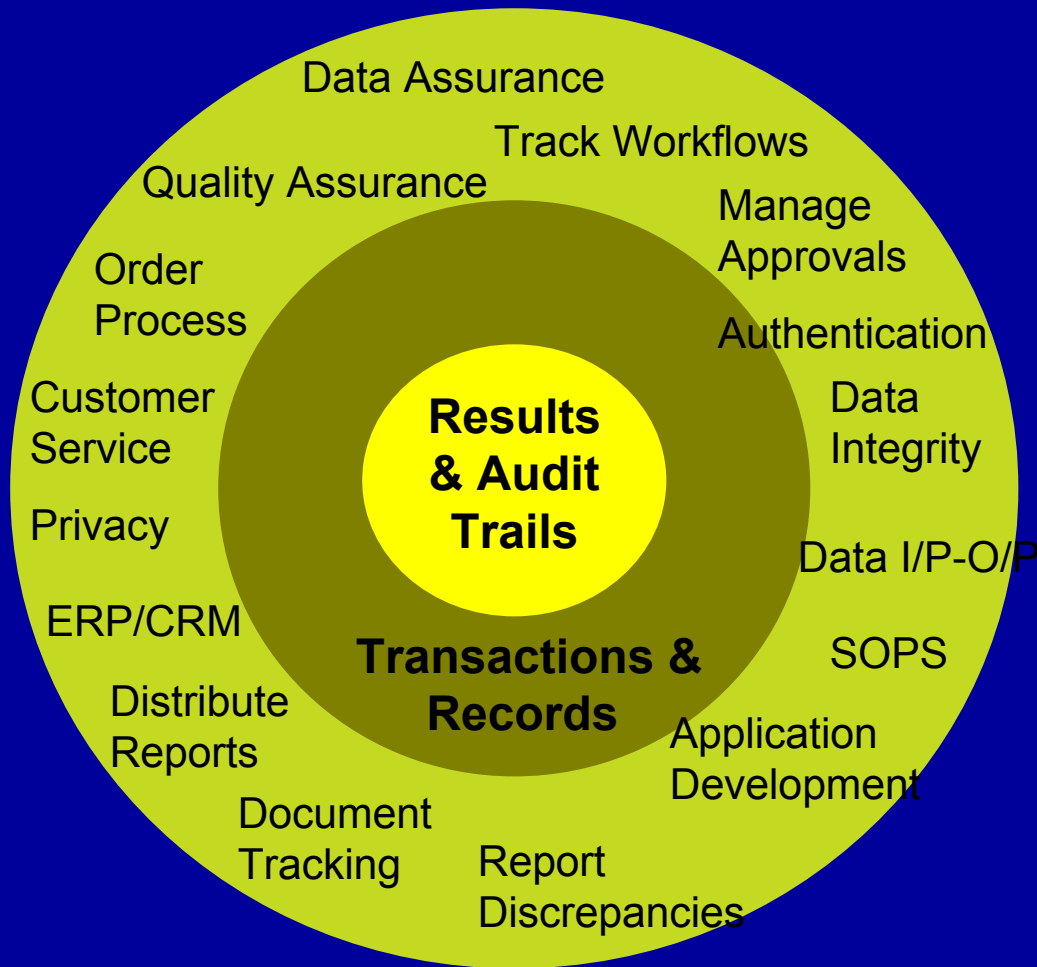 Data Assurance
Track Workflows
Quality Assurance
Manage
Approvals
Order
Process
Authentication
Customer
Service
Data
Integrity
Results
& Audit
Trails
Privacy
Data I/P-O/P
ERP/CRM
SOPS
Transactions &
Records
Distribute
Reports
Application
Development
Document
Tracking
Report
Discrepancies